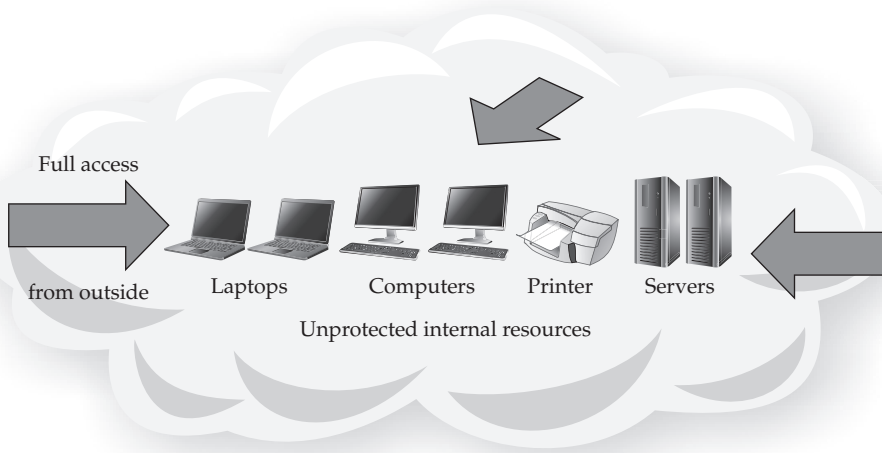 Full access
from outside
Laptops
Computers
Printer
Servers
Unprotected internal resources